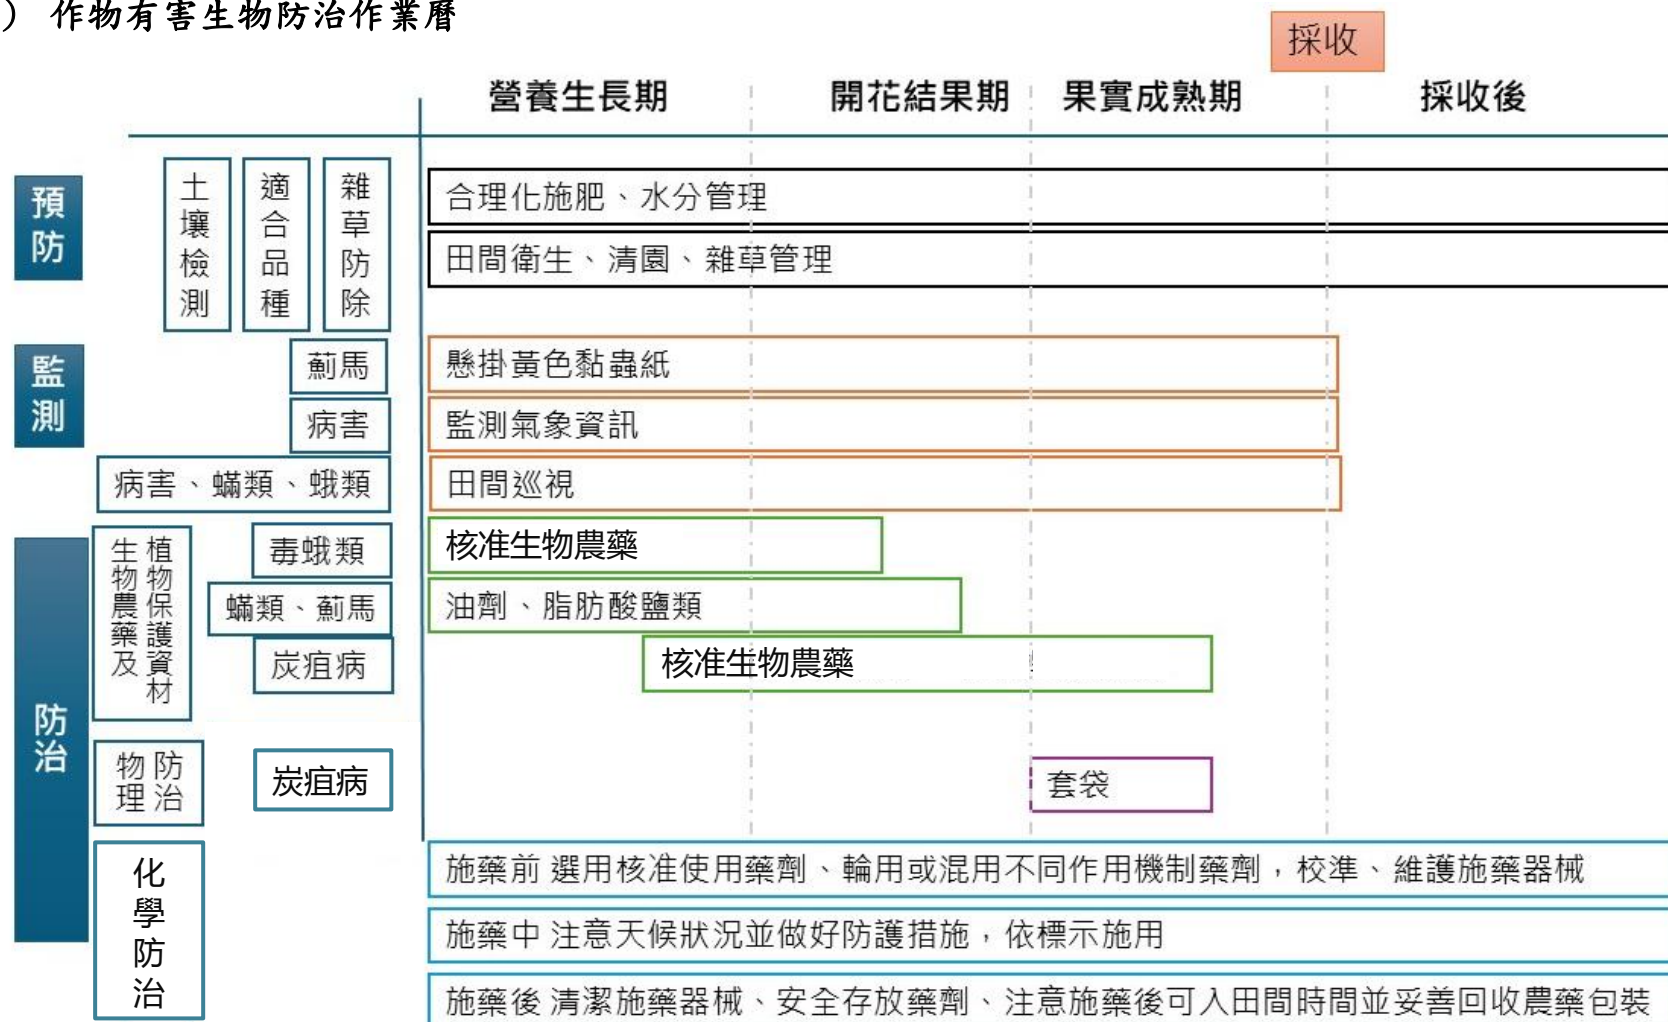 ） 作物有害生物防治作業曆
採收
營養生長期 開花結果期 果實成熟期 採收後
預防
土壤檢測
適合品種
雜草防除
合理化施肥、水分管理
田間衛生、清園、雜草管理
監測
薊馬
懸掛黃色黏蟲紙
病害
監測氣象資訊
病害、蟎類、蛾類
田間巡視
防治
生物農藥及
植物保護資材
毒蛾類
核准生物農藥
蟎類、薊馬
油劑、脂肪酸鹽類
炭疽病
核准生物農藥
物理
防治
炭疽病
套袋
化學防治
施藥前 選用核准使用藥劑、輪用或混用不同作用機制藥劑，校準、維護施藥器械
施藥中 注意天候狀況並做好防護措施，依標示施用
施藥後 清潔施藥器械、安全存放藥劑、注意施藥後可入田間時間並妥善回收農藥包裝